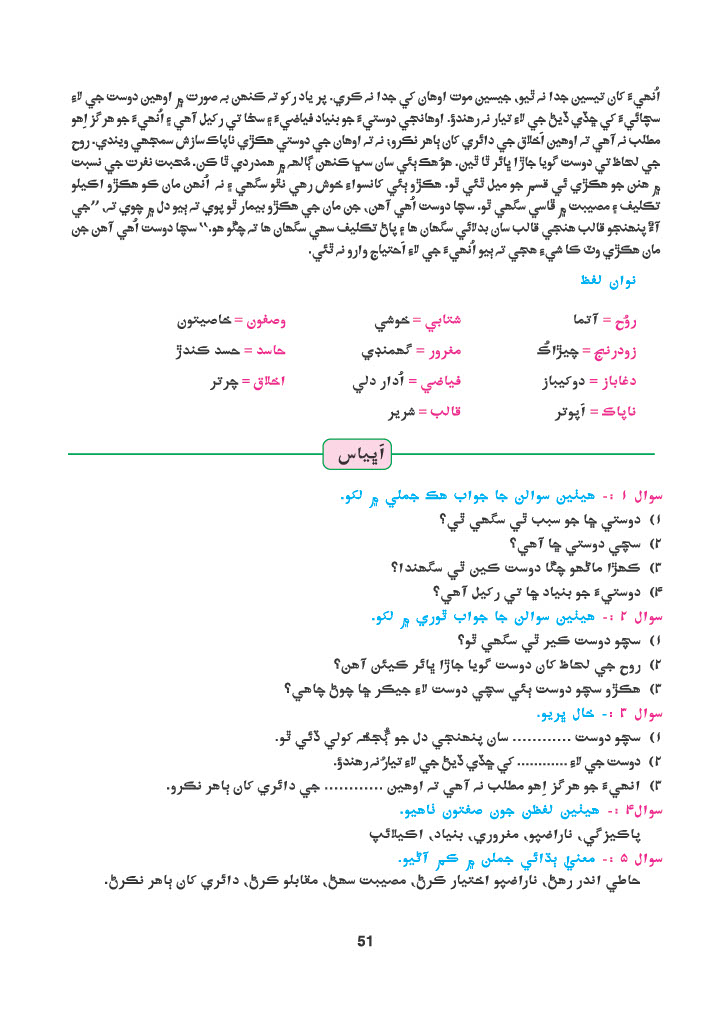 اُنهيءَ کان تيسين جدا نہ ٿيو، جيسين موت اوهان کي جدا نہ ڪري. پر ياد رکو تہ ڪنهن بہ صورت ۾ اوهين دوست جي لاءِ
سچائيءَ کي ڇڏي ڏيڻ جي لاءِ تيار نہ رهندؤ. اوهانجي دوستيءَ جو بنياد فياضيءَ ۽ سخا تي رکيل آهي ۽ اُنهيءَ جو هرگز اِهو
مطلب نہ آهي تہ اوهين اَخلاق جي دائري کان ٻاهر نڪرو؛ نہ تہ اوهان جي دوستي هڪڙي ناپاڪ سازش سمجهي ويندي. روح
جي لحاظ تي دوست گويا جاڙا ڀائر ٿا ٿين. هوُ هڪ ٻئي سان سڀ ڪنهن ڳالهہ ۾ همدردي ٿا ڪن. مُحبت نفرت جي نسبت
۾ هنن جو هڪڙي ئي قسم جو ميل ٿئي ٿو. هڪڙو ٻئي کانسواءِ خوش رهي نٿو سگهي ۽ نہ اُنهن مان ڪو هڪڙو اڪيلو
تڪليف ۽ مصيبت ۾ ڦاسي سگهي ٿو. سچا دوست اُهي آهن، جن مان جي هڪڙو بيمار ٿو پوي تہ ٻيو دل ۾ چوي تہ، ”جي
آءٌ پنهنجو قالب هنجي قالب سان بدلائي سگهان ها ۽ پاڻ تڪليف سهي سگهان ها تہ چڱو هو.“ سچا دوست اُهي آهن جن
مان هڪڙي وٽ ڪا شيءِ هجي تہ ٻيو اُنهيءَ جي لاءِ اَحتياج وارو نہ ٿئي.
نوان لفظ
روُح = آتما شتابي = خوشي وصفون = خاصيتون
زودرنج = چيڙاڪُ مغرور = گهمنڊي حاسد = حسد ڪندڙ
دغاباز = دوکيباز فياضي = اُدار دلي اخلاق = چرتر
ناپاڪ = اَپوتر قالب = شرير
اَڀياس
سوال ۱ :- هيٺين سوالن جا جواب هڪ جملي ۾ لکو.
۱) دوستي ڇا جو سبب ٿي سگهي ٿي؟
۲) سچي دوستي ڇا آهي؟
۳) ڪهڙا ماڻهو چڱا دوست ڪين ٿي سگهندا؟
۴) دوستيءَ جو بنياد ڇا تي رکيل آهي؟
سوال ۲ :- هيٺين سوالن جا جواب ٿوري ۾ لکو.
۱) سچو دوست ڪير ٿي سگهي ٿو؟
۲) روح جي لحاظ کان دوست گويا جاڙا ڀائر ڪيئن آهن؟
۳) هڪڙو سچو دوست ٻئي سچي دوست لاءِ جيڪر ڇا چوڻ چاهي؟
سوال ۳ :- خال ڀريو.
۱) سچو دوست ............ سان پنهنجي دل جو ڳُجهہ کولي ڏئي ٿو.
۲) دوست جي لاءِ ............ کي ڇڏي ڏيڻ جي لاءِ تيارُ نہ رهندؤ.
۳) انهيءَ جو هرگز اِهو مطلب نہ آهي تہ اوهين ............ جي دائري کان ٻاهر نڪرو.
سوال۴ :- هيٺين لفظن جون صفتون ٺاهيو.
پاڪيزگي، ناراضپو، مغروري، بنياد، اڪيلائپ
سوال ۵ :- معنيٰ ٻڌائي جملن ۾ ڪم آڻيو.
حاطي اندر رهڻ، ناراضپو اختيار ڪرڻ، مصيبت سهڻ، مقابلو ڪرڻ، دائري کان ٻاهر نڪرڻ.
51